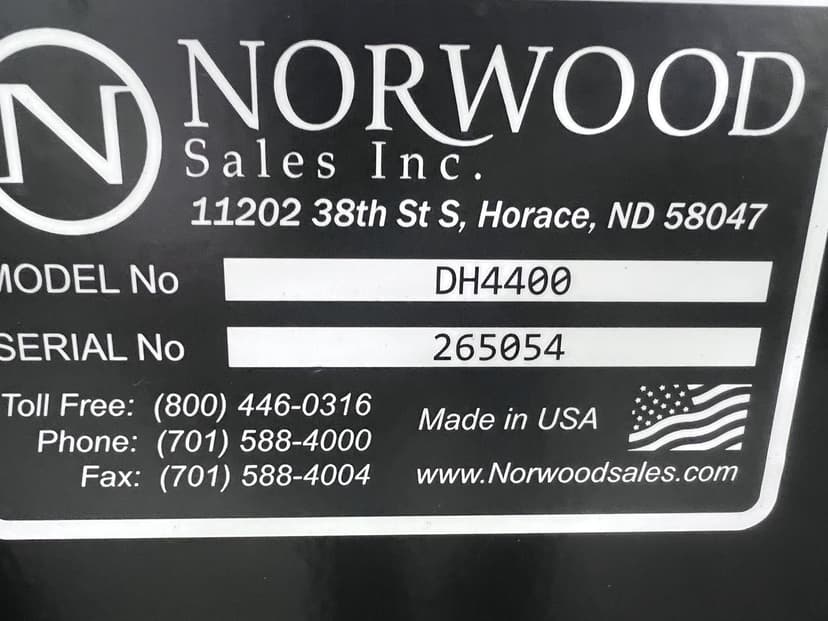 N NORWOOD
Sales Inc.
11202 38th St S, Horace, ND 58047
MODEL No DH4400
SERIAL No 265054
Toll Free: (800) 446-0316
Phone: (701) 588-4000
Made in USA
Fax: (701) 588-4004
www.Norwoodsales.com